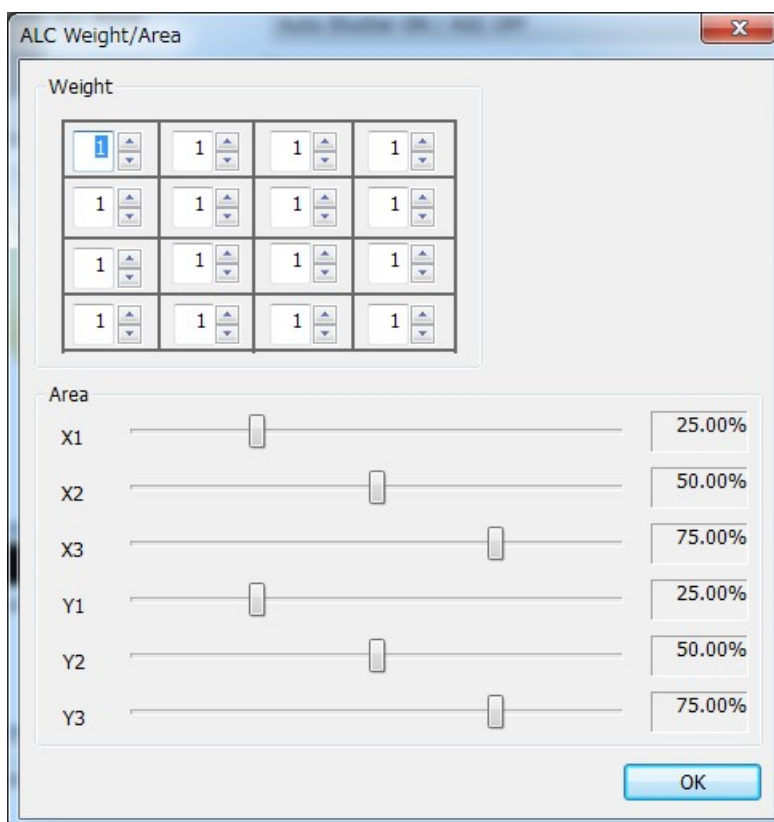 ALC Weight/Area
Weight
1 1 1 1
1 1 1 1
1 1 1 1
1 1 1 1
Area
X1 25.00%
X2 50.00%
X3 75.00%
Y1 25.00%
Y2 50.00%
Y3 75.00%
OK